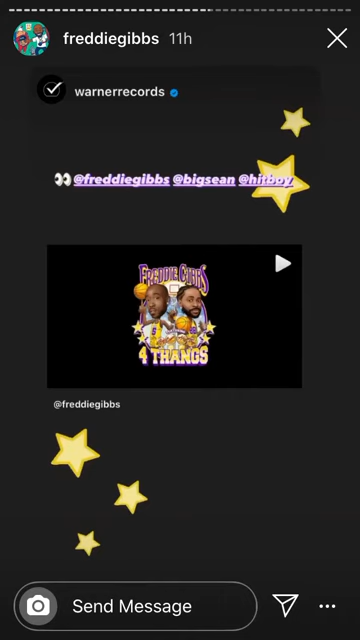 freddiegibbs 11h
warnerrecords
👀 @freddiegibbs @bigsean @hitboy
FREDDIE GIBBS
4 THANGS
@freddiegibbs
Send Message